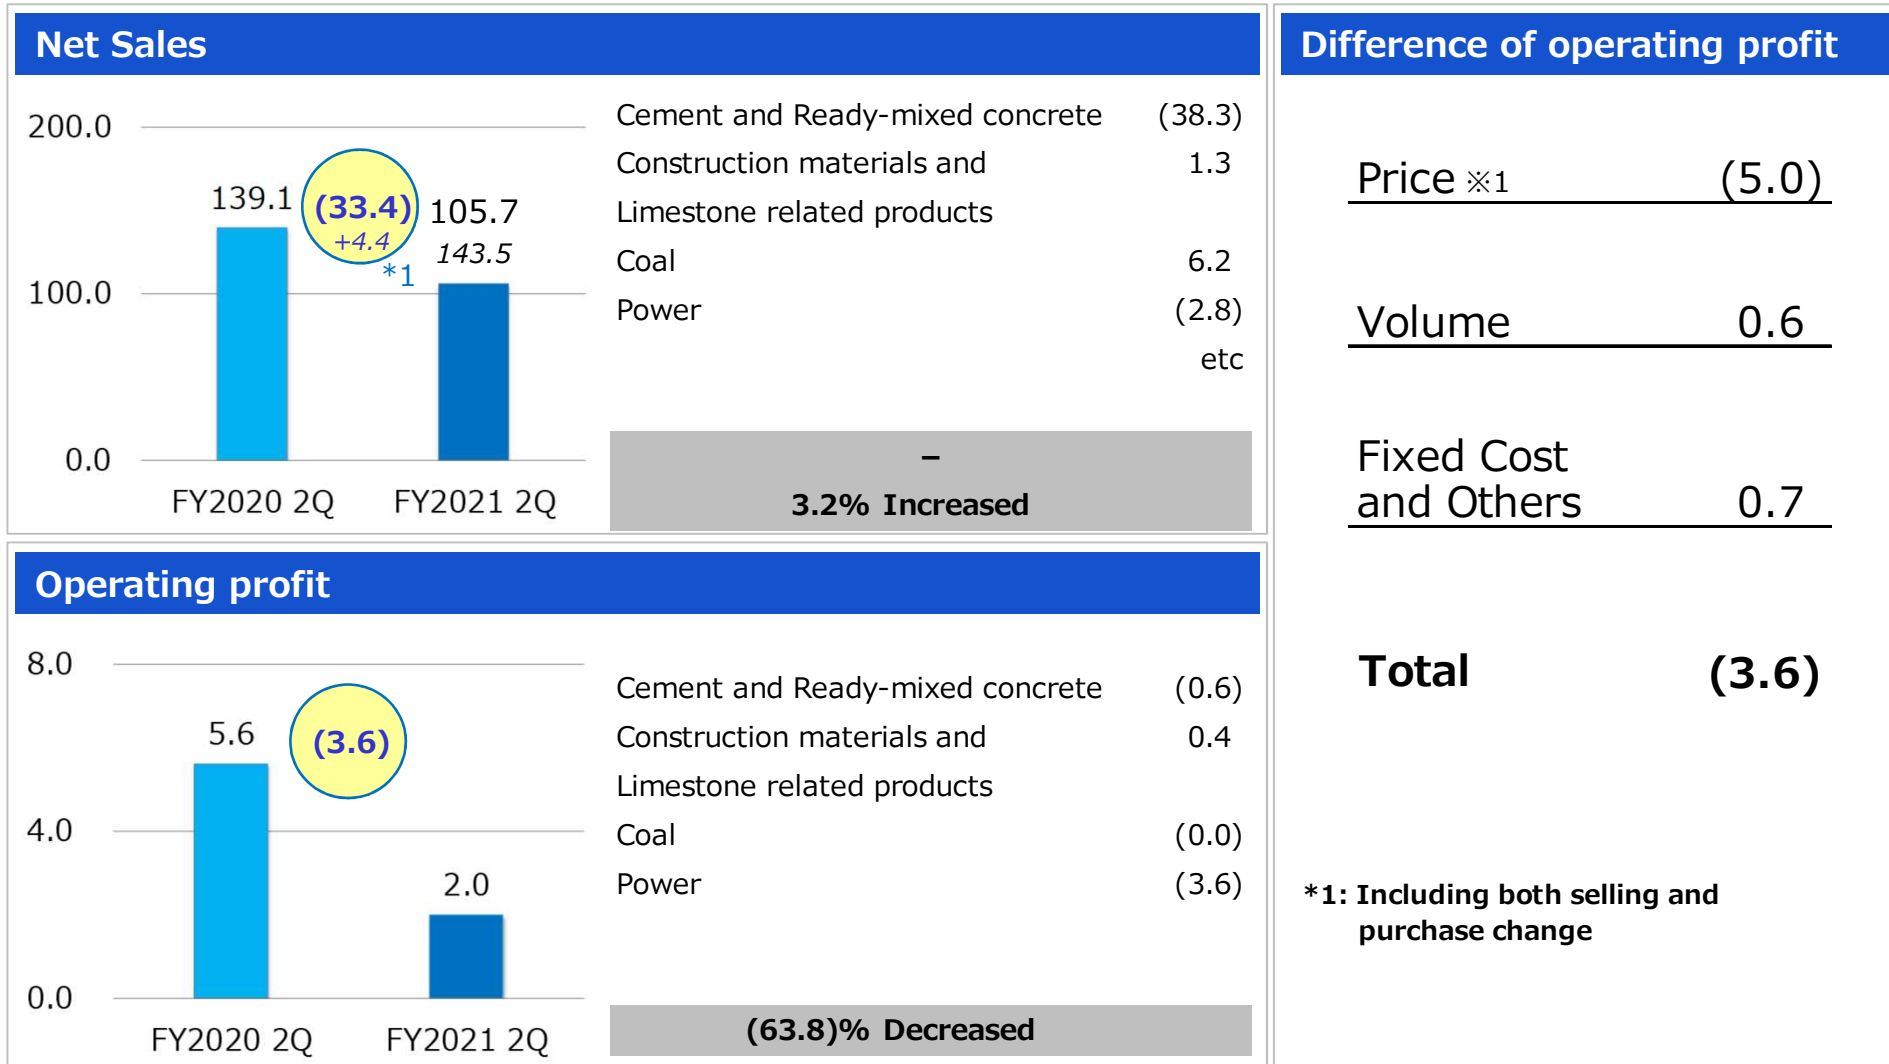 Net Sales
200.0
100.0
0.0
139.1
(33.4)
+4.4
*1
105.7
143.5
FY2020 2Q FY2021 2Q
Cement and Ready-mixed concrete (38.3)
Construction materials and 1.3
Limestone related products
Coal 6.2
Power (2.8)
etc
–
3.2% Increased
Operating profit
8.0
4.0
0.0
5.6
(3.6)
2.0
FY2020 2Q FY2021 2Q
Cement and Ready-mixed concrete (0.6)
Construction materials and 0.4
Limestone related products
Coal (0.0)
Power (3.6)
(63.8)% Decreased
Difference of operating profit
Price ※1 (5.0)
Volume 0.6
Fixed Cost
and Others 0.7
Total (3.6)
*1: Including both selling and
purchase change